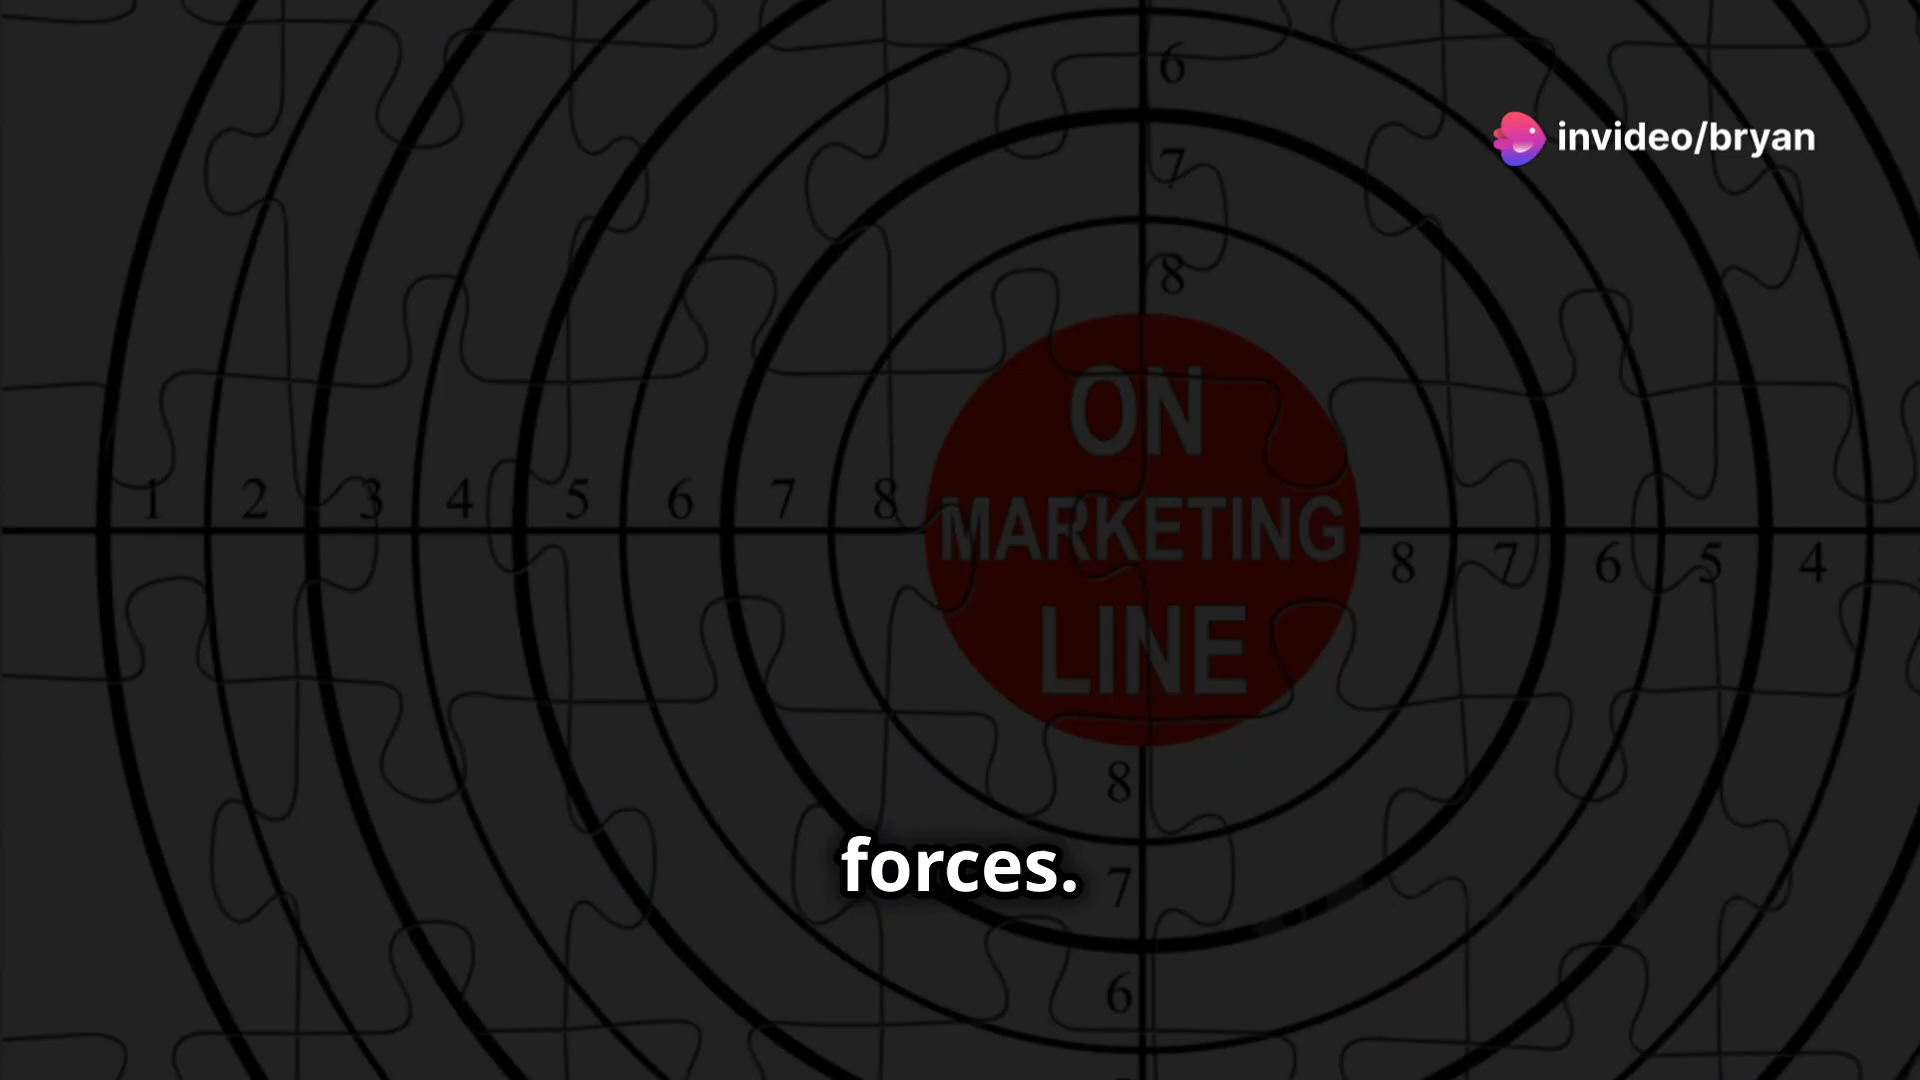 6
invideo/bryan
7
8
ON
1 2 3 4 5 6 7 8
MARKETING
8 7 6 5 4
LINE
8
forces.
7
6